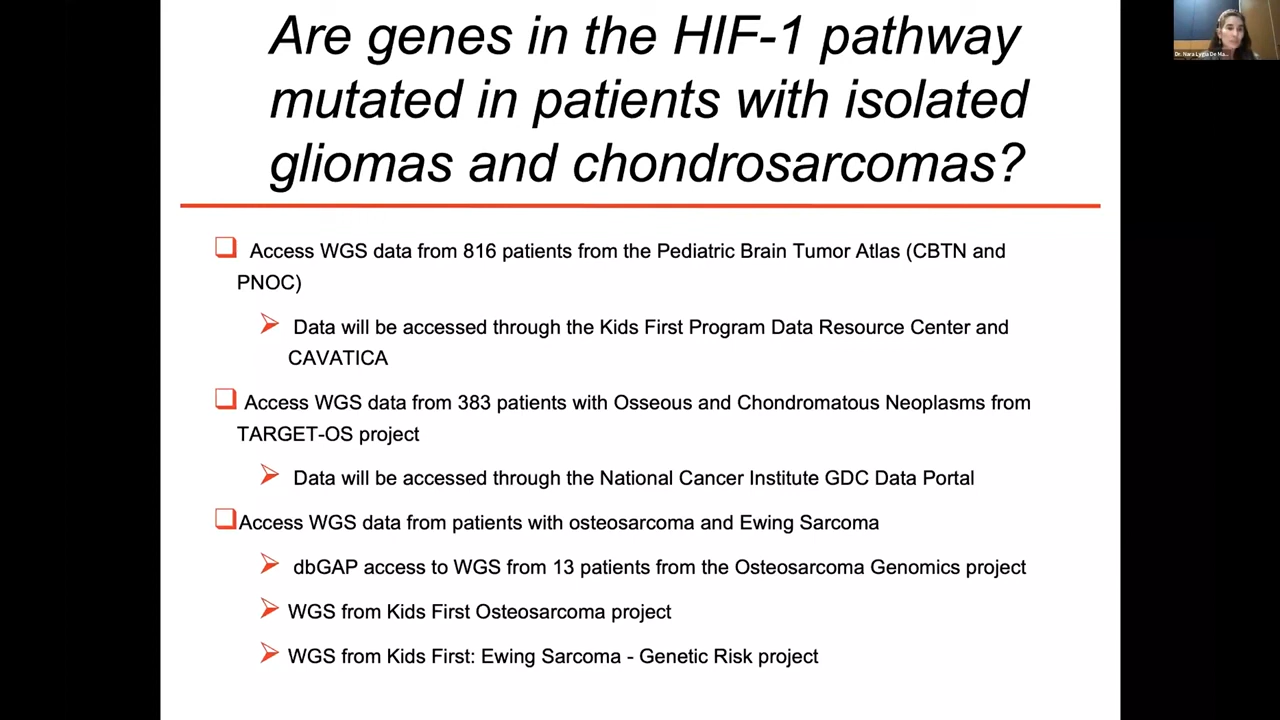 Are genes in the HIF-1 pathway
mutated in patients with isolated
gliomas and chondrosarcomas?
Dr. Nara Lygia De Ma...
Access WGS data from 816 patients from the Pediatric Brain Tumor Atlas (CBTN and
PNOC)
Data will be accessed through the Kids First Program Data Resource Center and
CAVATICA
Access WGS data from 383 patients with Osseous and Chondromatous Neoplasms from
TARGET-OS project
Data will be accessed through the National Cancer Institute GDC Data Portal
Access WGS data from patients with osteosarcoma and Ewing Sarcoma
dbGAP access to WGS from 13 patients from the Osteosarcoma Genomics project
WGS from Kids First Osteosarcoma project
WGS from Kids First: Ewing Sarcoma - Genetic Risk project